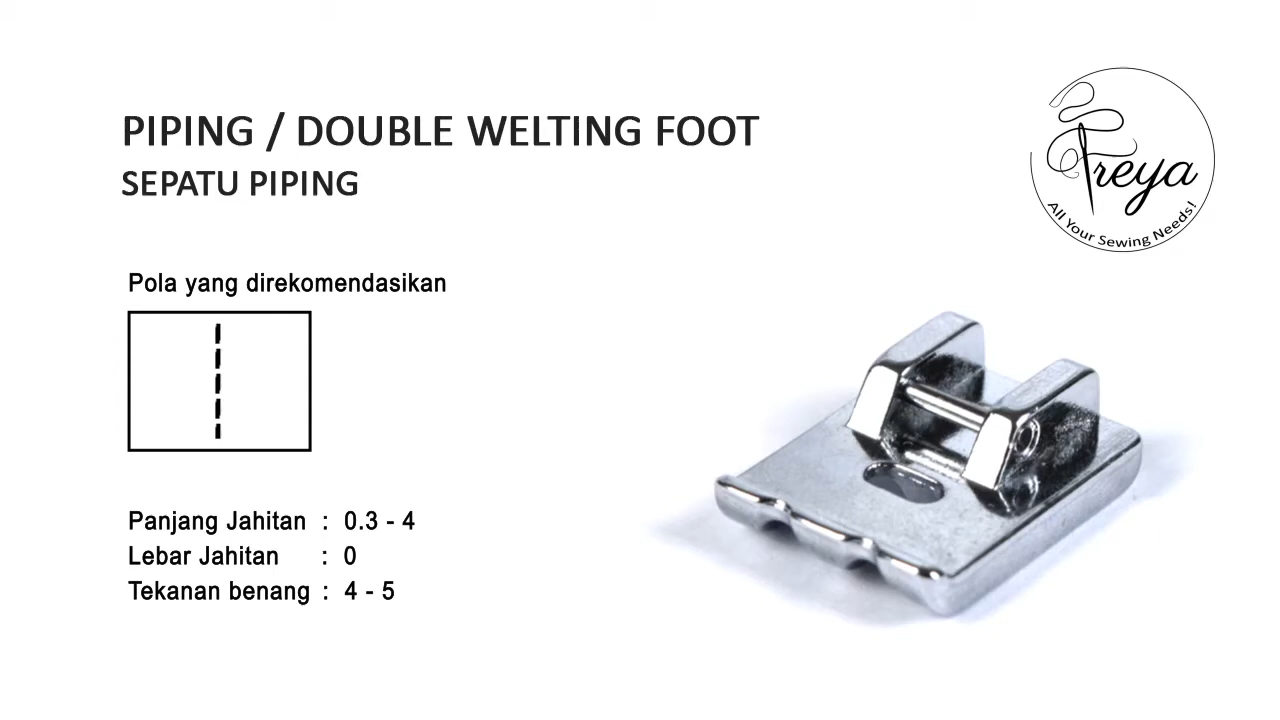 PIPING / DOUBLE WELTING FOOT
SEPATU PIPING
Freya
All Your Sewing Needs!
Pola yang direkomendasikan
Panjang Jahitan : 0.3 - 4
Lebar Jahitan : 0
Tekanan benang : 4 - 5